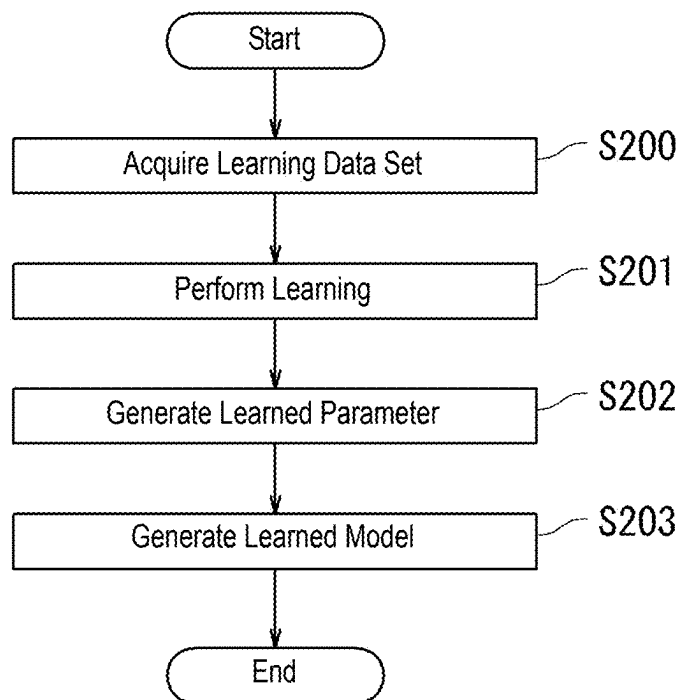 Start
Acquire Learning Data Set
S200
Perform Learning
S201
Generate Learned Parameter
S202
Generate Learned Model
S203
End